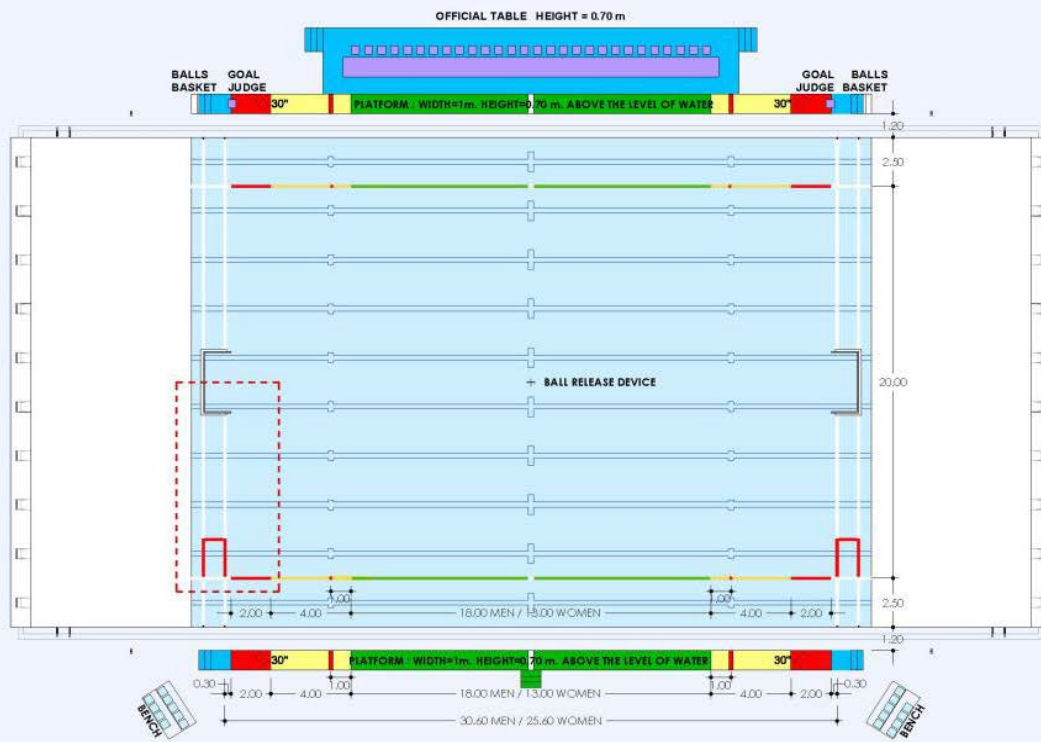 OFFICIAL TABLE HEIGHT = 0.70 m
BALLS BASKET
GOAL JUDGE
GOAL JUDGE
BALLS BASKET
30"
PLATFORM : WIDTH=1m. HEIGHT=0.70 m. ABOVE THE LEVEL OF WATER
30"
1.20
2.50
BALL RELEASE DEVICE
20.00
1.00
1.00
2.00
4.00
18.00 MEN / 13.00 WOMEN
4.00
2.00
2.50
1.20
30"
PLATFORM : WIDTH=1m. HEIGHT=0.70 m. ABOVE THE LEVEL OF WATER
30"
0.30
1.00
1.00
0.30
2.00
4.00
18.00 MEN / 13.00 WOMEN
4.00
2.00
BENCH
30.60 MEN / 25.60 WOMEN
BENCH